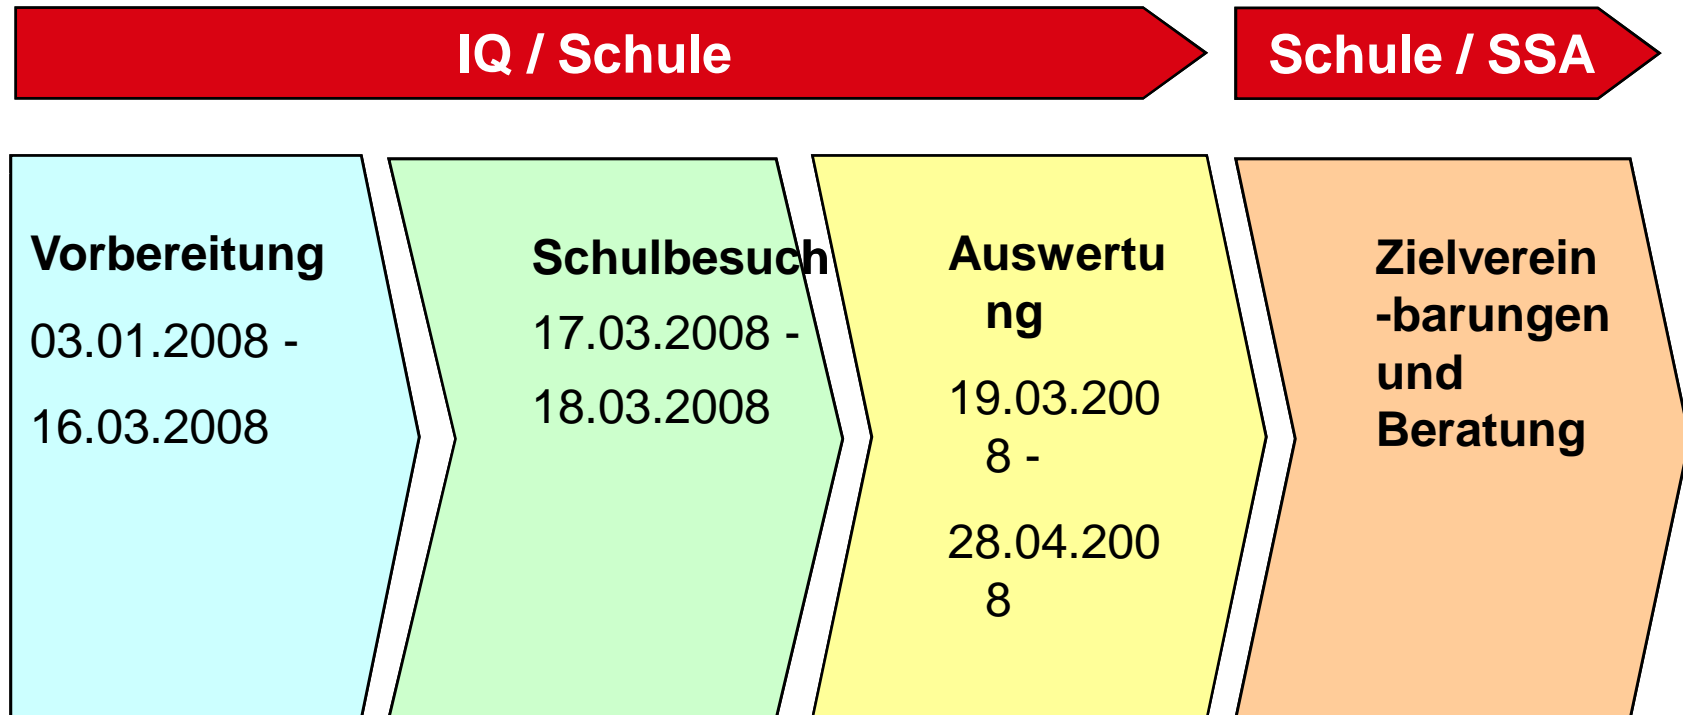 IQ / Schule
Schule / SSA
Vorbereitung
03.01.2008 -
16.03.2008
Schulbesuch
17.03.2008 -
18.03.2008
Auswertu
ng
19.03.200
8 -
28.04.200
8
Zielverein
-barungen
und
Beratung